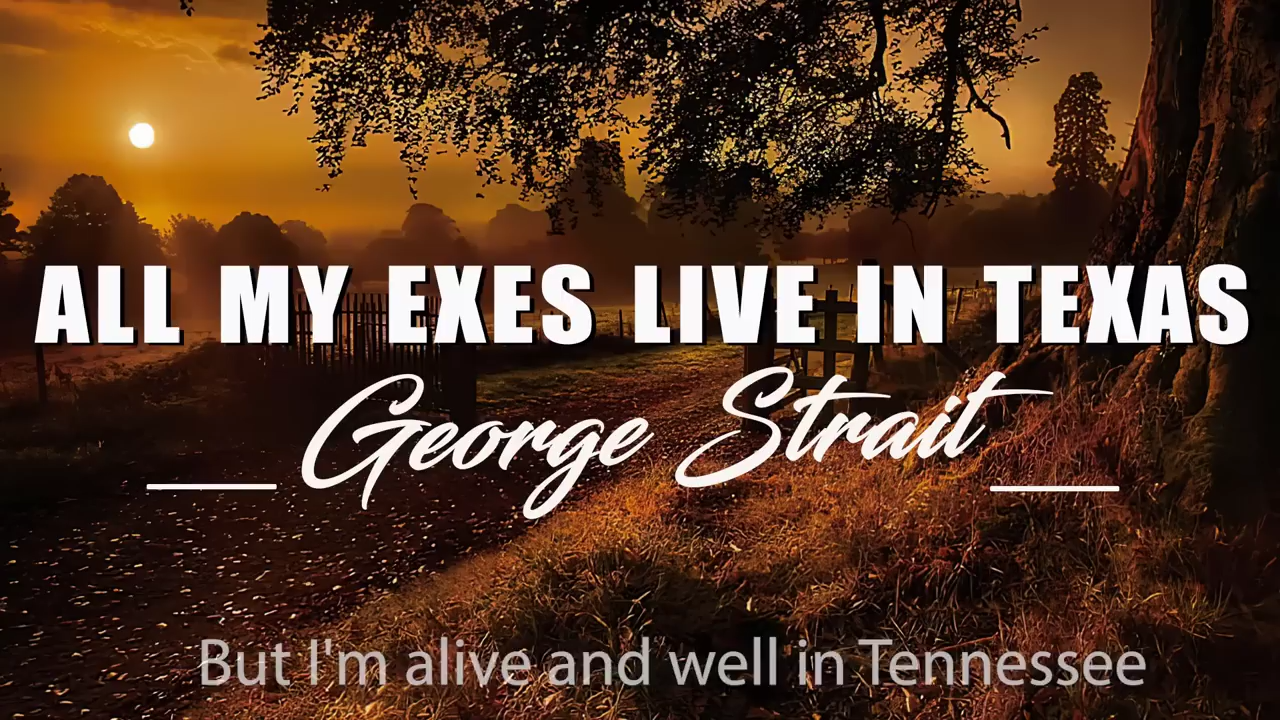 ALL MY EXES LIVE IN TEXAS
George Strait
But I'm alive and well in Tennessee